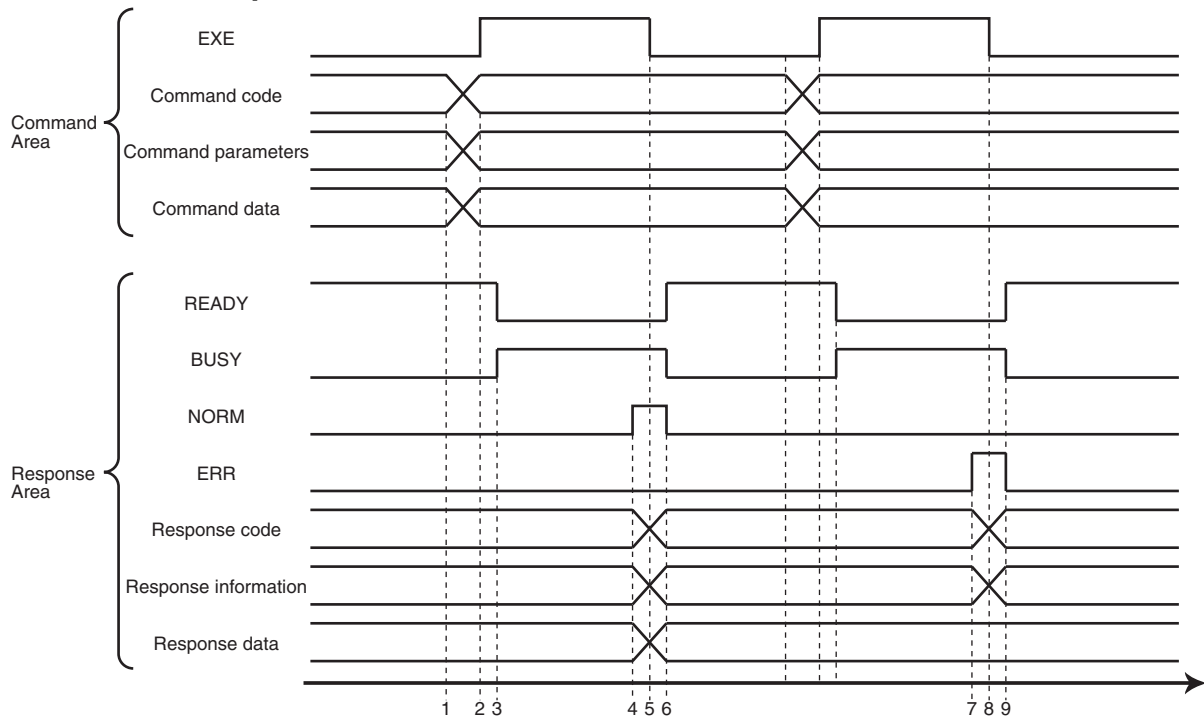 EXE
Command code
Command
Area
Command parameters
Command data
READY
BUSY
NORM
Response
Area
ERR
Response code
Response information
Response data
1 2 3 4 5 6 7 8 9